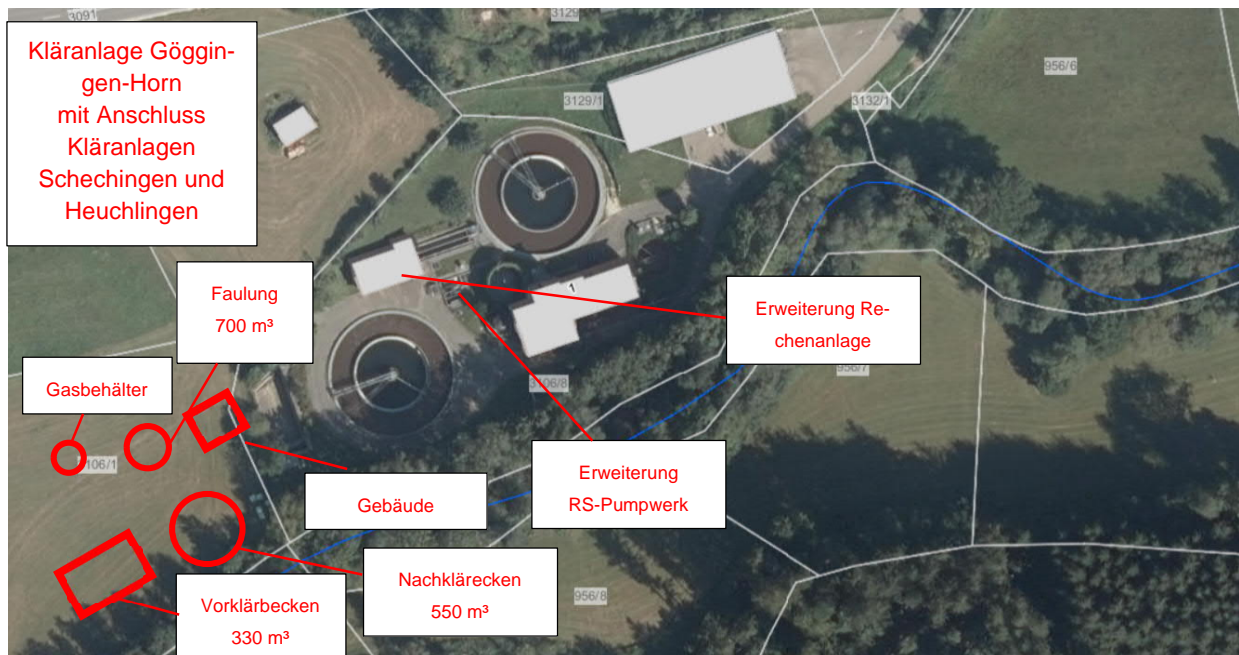 3091
3129
Kläranlage Göggin-
gen-Horn
mit Anschluss
Kläranlagen
Schechingen und
Heuchlingen
956/6
3129/1
3132/1
Faulung
700 m³
1
Erweiterung Re-
chenanlage
956/7
Gasbehälter
3106/8
3106/1
Erweiterung
RS-Pumpwerk
Gebäude
Nachklärecken
550 m³
956/8
Vorklärbecken
330 m³